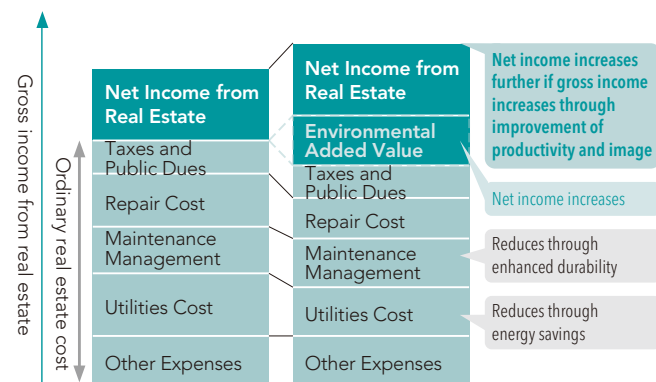 Gross income from real estate
Ordinary real estate cost
Net Income from
Real Estate
Taxes and
Public Dues
Repair Cost
Maintenance
Management
Utilities Cost
Other Expenses
Net Income from
Real Estate
Environmental
Added Value
Taxes and
Public Dues
Repair Cost
Maintenance
Management
Utilities Cost
Other Expenses
Net income increases
further if gross income
increases through
improvement of
productivity and image
Net income increases
Reduces through
enhanced durability
Reduces through
energy savings